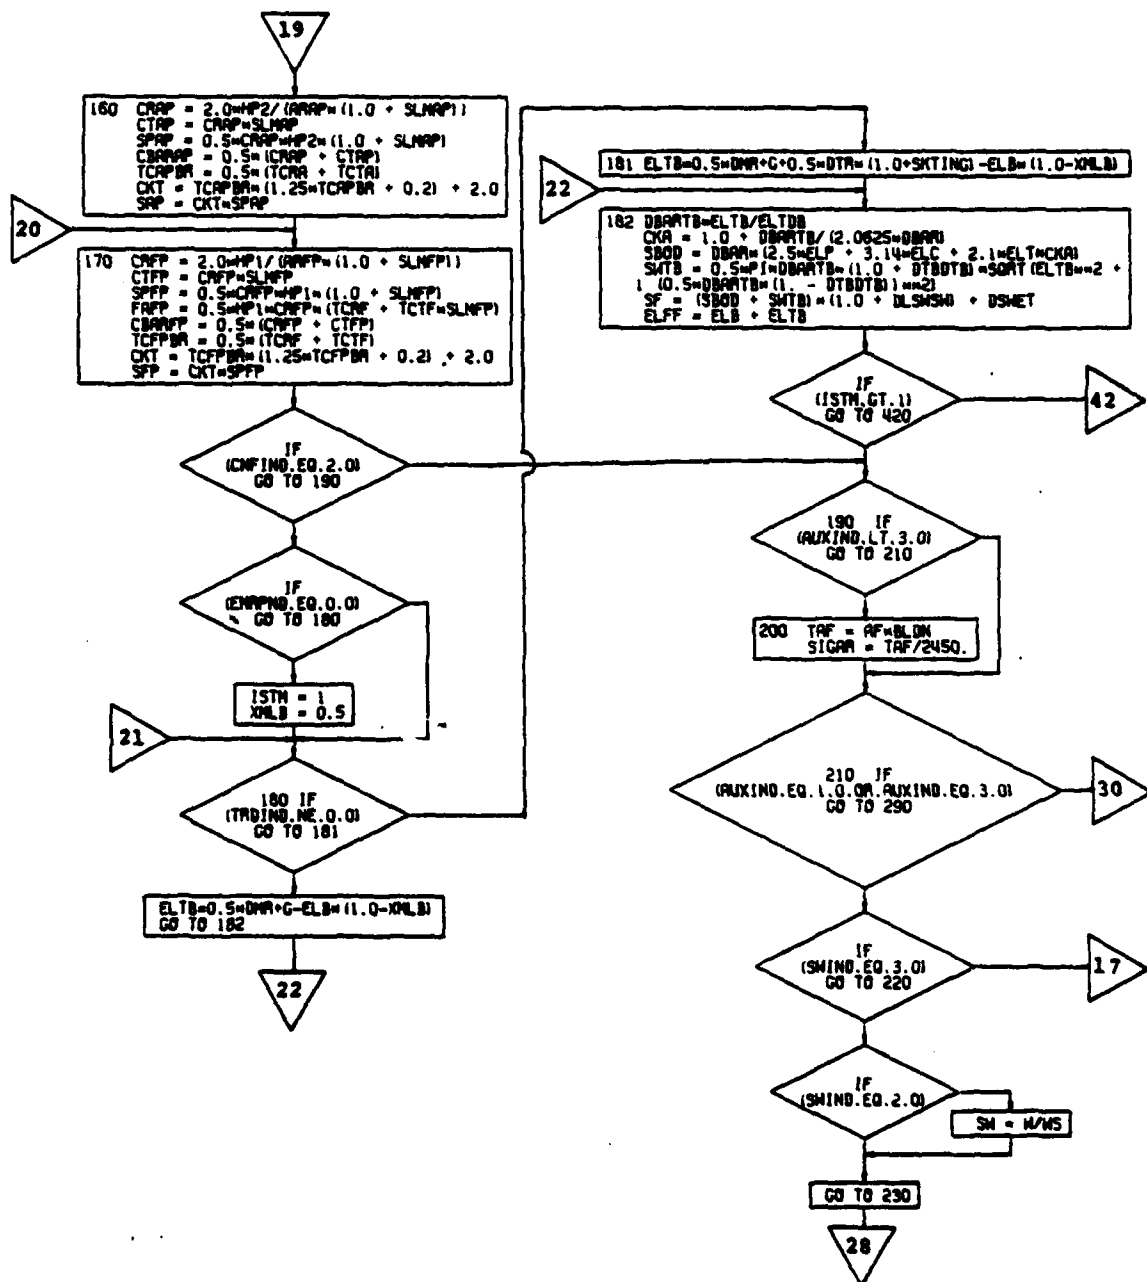 19
160 CRAP = 2.0*HP2/(ARAP*(1.0 + SLMAP))
CTAP = CRAP*SLMAP
SPAP = 0.5*CRAP*HP2*(1.0 + SLMAP)
CBARAP = 0.5*(CRAP + CTAP)
TCAPBR = 0.5*(TCRA + TCTA)
CKT = TCAPBR*(1.25*TCAPBR + 0.2) + 2.0
SAP = CKT*SPAP
20
170 CRFP = 2.0*HP1/(ARFP*(1.0 + SLMFP))
CTFP = CRFP*SLMFP
SPFP = 0.5*CRFP*HP1*(1.0 + SLMFP)
FAFP = 0.5*HP1*CRFP*(TCRF + TCTF*SLMFP)
CBARFP = 0.5*(CRFP + CTFP)
TCFPBR = 0.5*(TCRF + TCTF)
CKT = TCFPBR*(1.25*TCFPBR + 0.2) + 2.0
SFP = CKT*SPFP
IF
(CNFIND.EQ.2.0)
GO TO 190
IF
(EMRPND.EQ.0.0)
GO TO 180
ISTM = 1
XMLB = 0.5
21
180 IF
(TRDIND.NE.0.0)
GO TO 181
ELTB=0.5*DMR+G-ELB*(1.0-XMLB)
GO TO 182
22
181 ELTB=0.5*DMR+G+0.5*DTR*(1.0+SKTING)-ELB*(1.0-XMLB)
22
182 DBARTB=ELTB/ELTDB
CKA = 1.0 + DBARTB/(2.0625*DBAR)
SBOD = DBAR*(2.5*ELP + 3.14*ELC + 2.1*ELT*CKA)
SWTB = 0.5*PI*DBARTB*(1.0 + DTBDTB)*SQRT(ELTB**2 +
1 (0.5*DBARTB*(1. - DTBDTB))**2)
SF = (SBOD + SWTB)*(1.0 + DLSWSW) + DSWET
ELFF = ELB + ELTB
IF
(ISTM.GT.1)
GO TO 420
42
190 IF
(AUXIND.LT.3.0)
GO TO 210
200 TAF = AF*BLDN
SIGAR = TAF/2450.
210 IF
(AUXIND.EQ.1.0.OR.AUXIND.EQ.3.0)
GO TO 290
30
IF
(SWIND.EQ.3.0)
GO TO 220
17
IF
(SWIND.EQ.2.0)
SW = W/WS
GO TO 230
28